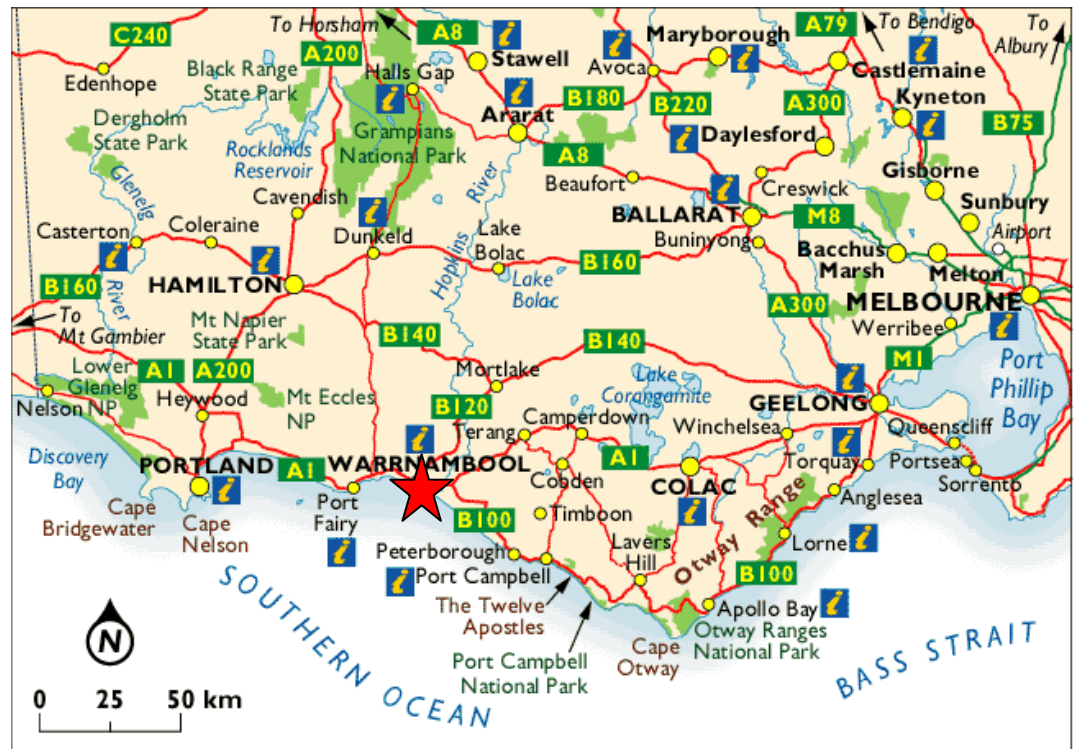 To Horsham
A8
i
Stawell
i
Maryborough
i
A79
To Bendigo
i
To
Albury
C240
Edenhope
A200
Black Range
State Park
Halls Gap
i
i
Avoca
Castlemaine
Kyneton
i
B180
B220
A300
B75
Ararat
Dergholm
State Park
Rocklands
Reservoir
Grampians
National Park
i
Daylesford
A8
Beaufort
River
Glenelg
Cavendish
i
Creswick
Gisborne
Sunbury
Airport
Casterton
Coleraine
i
i
i
Dunkeld
Lake
Bolac
BALLARAT
Buninyong
M8
Bacchus
Marsh
Melton
B160
River
HAMILTON
Hopkins
Lake
Bolac
B160
A300
MELBOURNE
i
Werribee
To
Mt Gambier
Mt Napier
State Park
B140
B140
M1
Port
Phillip
Bay
Lower
Glenelg
NP
A1
A200
Mortlake
Lake
Corangamite
i
Nelson
Heywood
Mt Eccles
NP
B120
GEELONG
Terang
Camperdown
Winchelsea
i
Queenscliff
Discovery
Bay
PORTLAND
i
A1
i
WARRNAMBOOL
Cobden
A1
COLAC
i
Torquay
Portsea
Sorrento
Cape
Bridgewater
Cape
Nelson
Port
Fairy
i
B100
Timboon
Otway Range
Anglesea
Peterborough
i
Port Campbell
Lavers
Hill
Lorne
i
B100
The Twelve
Apostles
Apollo Bay
i
Port Campbell
National Park
Cape
Otway
Otway Ranges
National Park
SOUTHERN OCEAN
BASS STRAIT
N
0 25 50 km